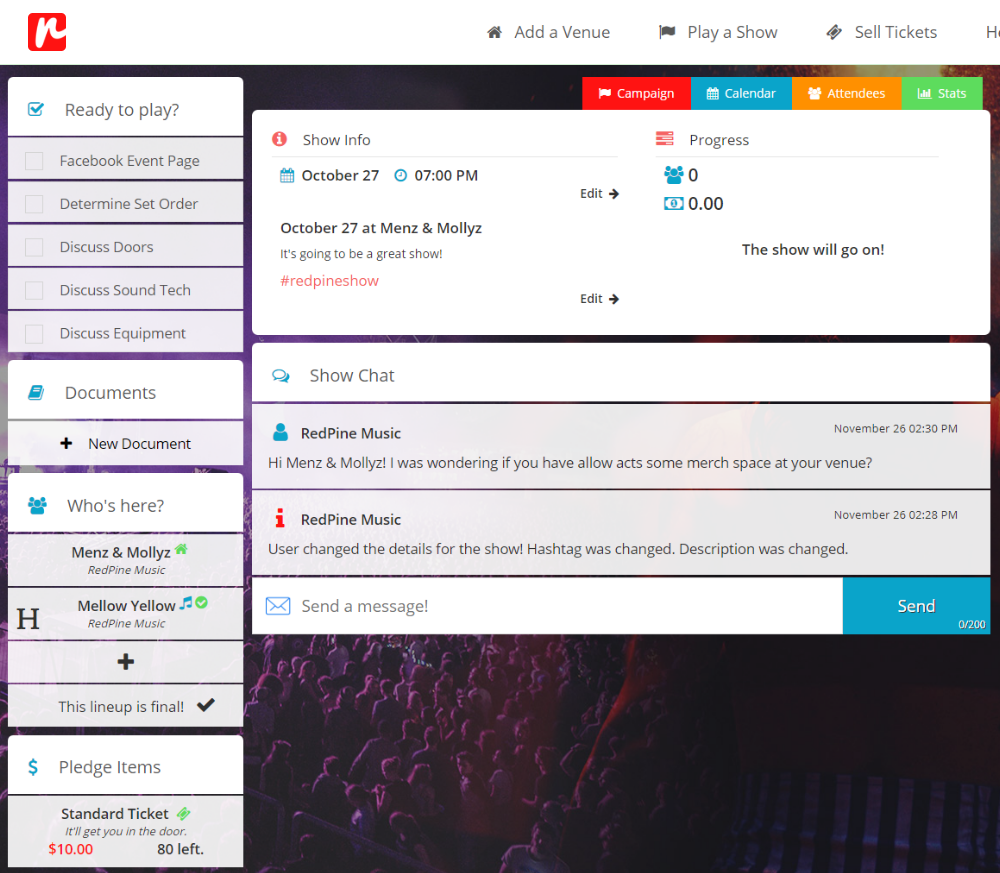 Add a Venue
Play a Show
Sell Tickets
Ready to play?
Facebook Event Page
Determine Set Order
Discuss Doors
Discuss Sound Tech
Discuss Equipment
Documents
New Document
Who's here?
Menz & Mollyz
RedPine Music
H
Mellow Yellow
RedPine Music
This lineup is final!
Pledge Items
Standard Ticket
It'll get you in the door.
$10.00 80 left.
Campaign
Calendar
Attendees
Stats
Show Info
October 27 07:00 PM
Edit
October 27 at Menz & Mollyz
It's going to be a great show!
#redpineshow
Edit
Progress
0
0.00
The show will go on!
Show Chat
RedPine Music November 26 02:30 PM
Hi Menz & Mollyz! I was wondering if you have allow acts some merch space at your venue?
RedPine Music November 26 02:28 PM
User changed the details for the show! Hashtag was changed. Description was changed.
Send a message!
Send
0/200